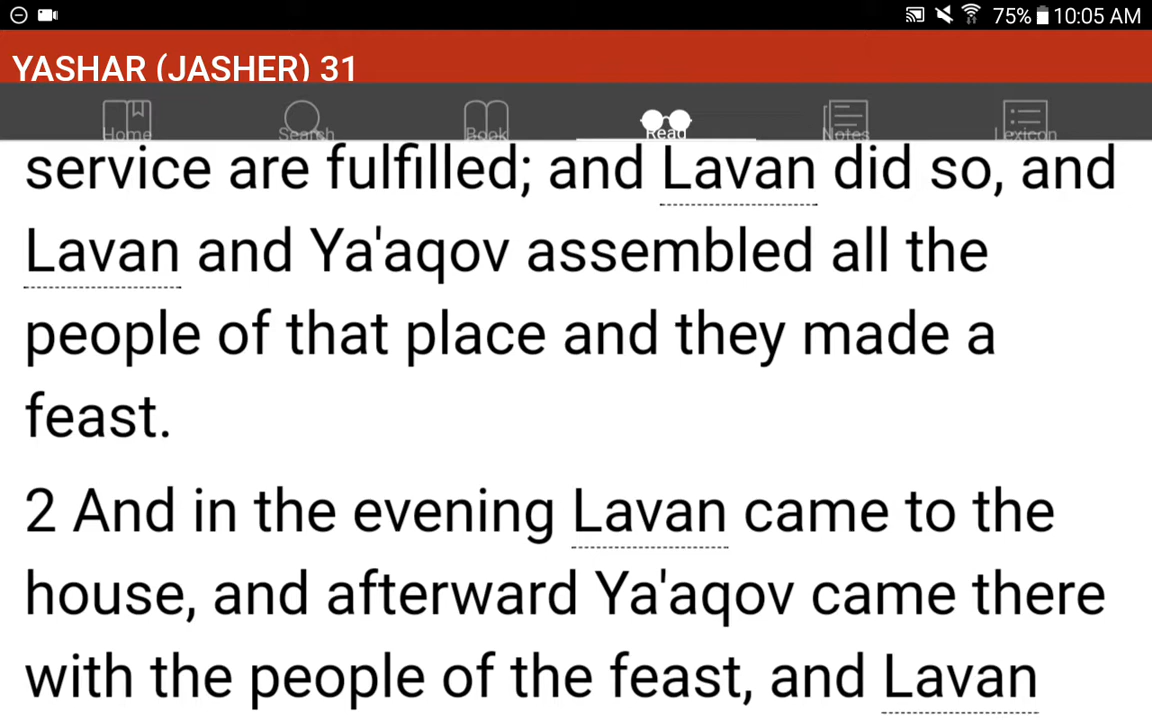 75% 10:05 AM
YASHAR (JASHER) 31
Home Search Book Read Notes Lexicon
service are fulfilled; and Lavan did so, and
Lavan and Ya'aqov assembled all the
people of that place and they made a
feast.
2 And in the evening Lavan came to the
house, and afterward Ya'aqov came there
with the people of the feast, and Lavan